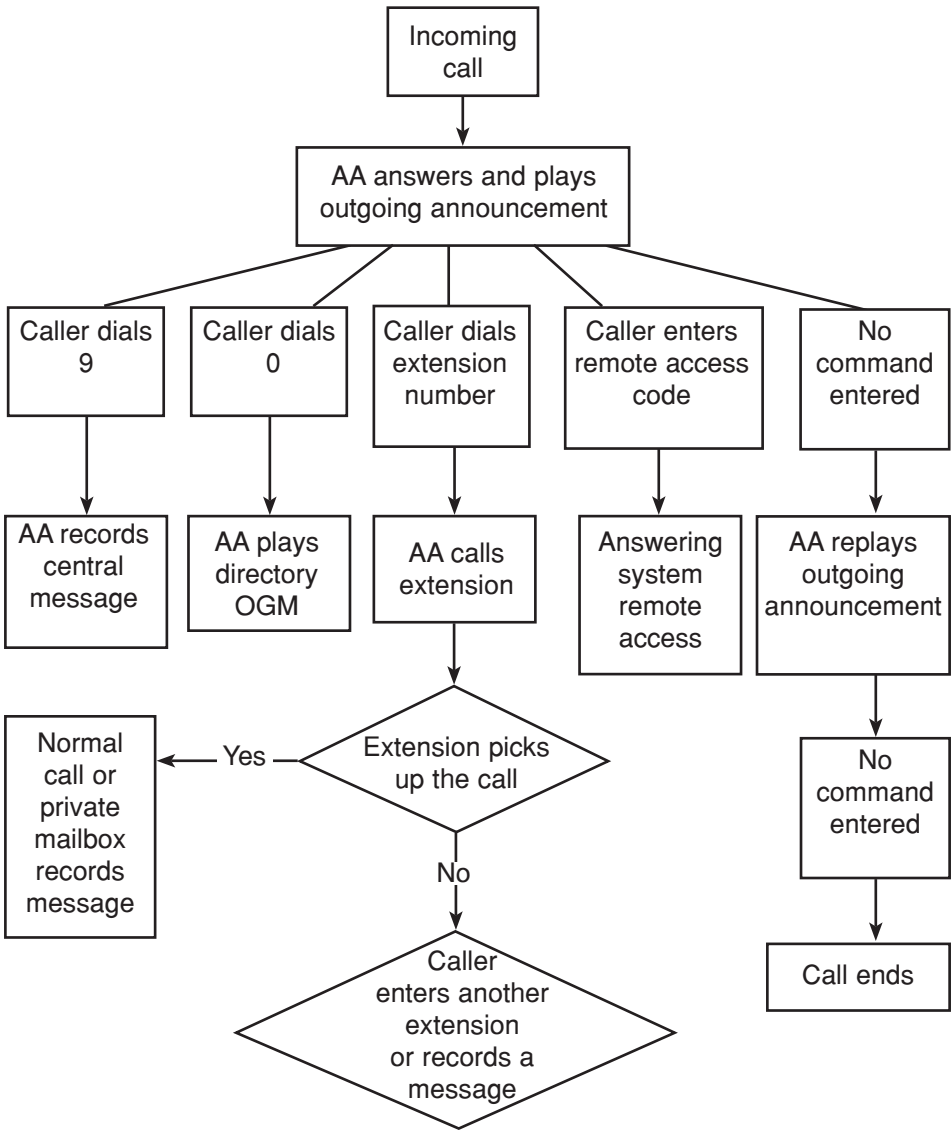 Incoming
call
AA answers and plays
outgoing announcement
Caller dials
9
Caller dials
0
Caller dials
extension
number
Caller enters
remote access
code
No
command
entered
AA records
central
message
AA plays
directory
OGM
AA calls
extension
Answering
system
remote
access
AA replays
outgoing
announcement
Normal
call or
private
mailbox
records
message
Yes
Extension picks
up the call
No
command
entered
No
Caller
enters another
extension
or records a
message
Call ends